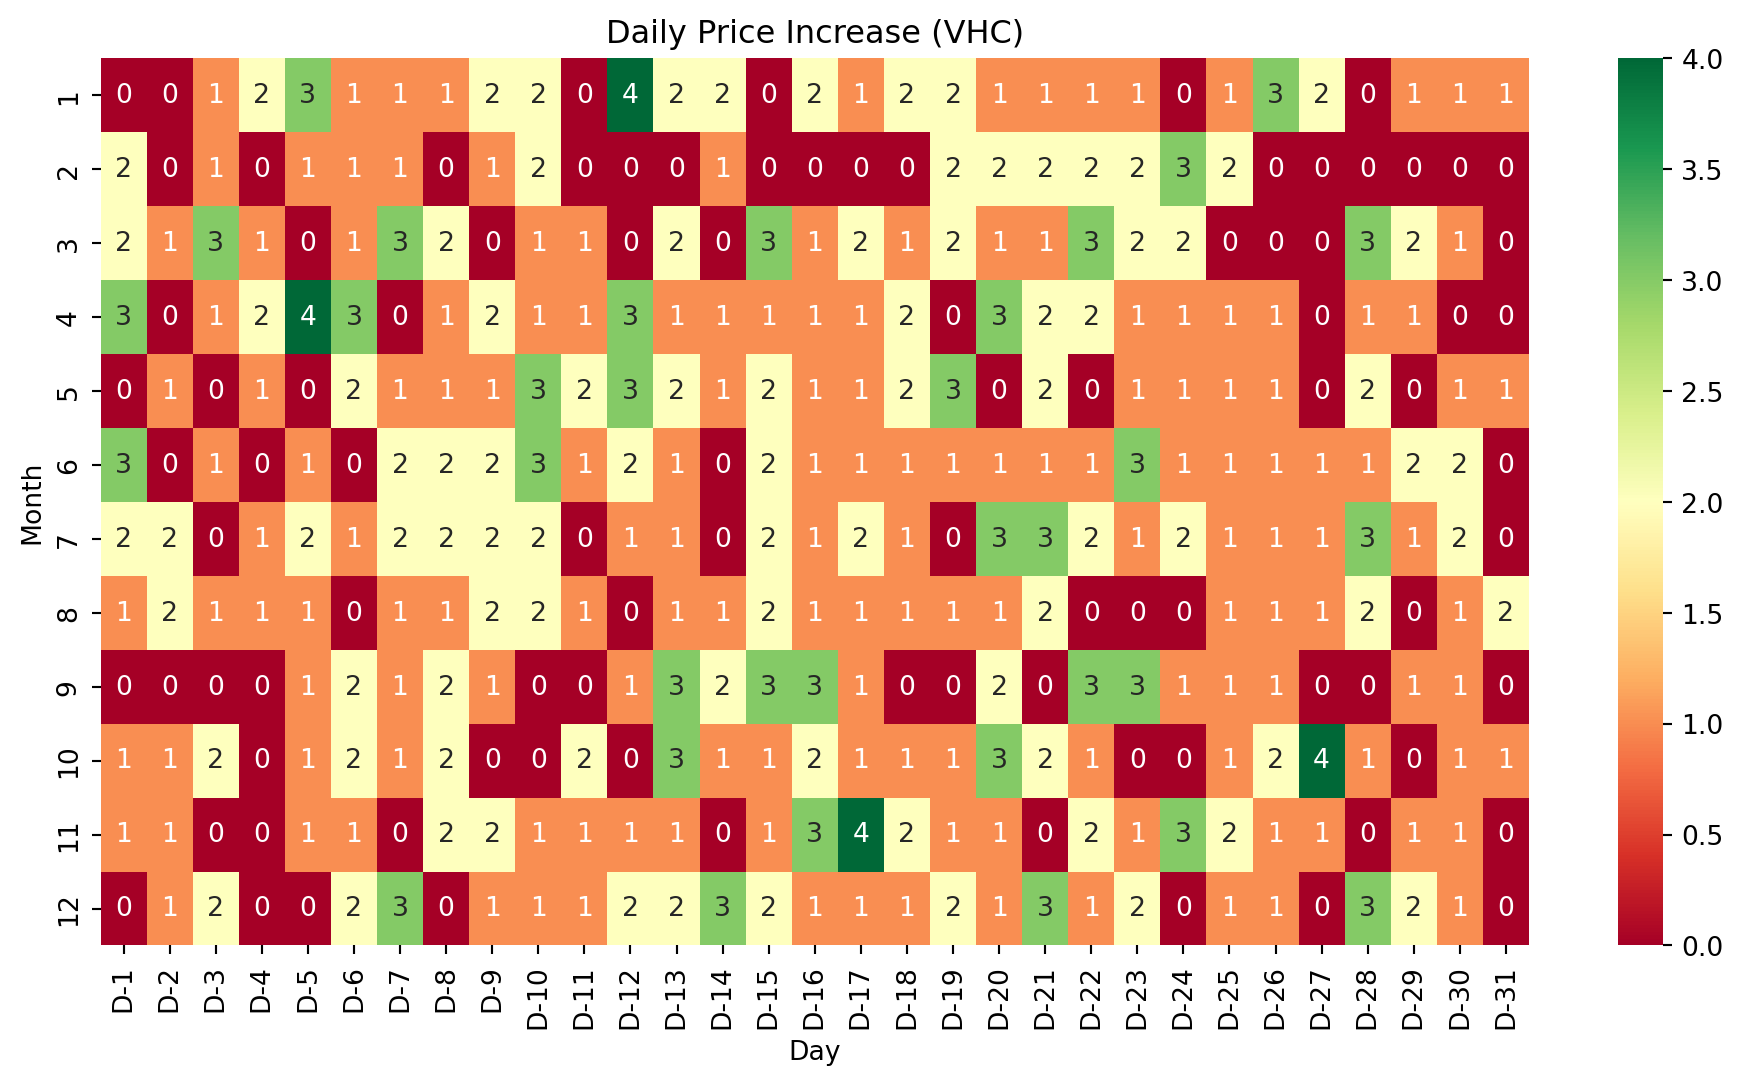 Daily Price Increase (VHC)
1 0 0 1 2 3 1 1 1 2 2 0 4 2 2 0 2 1 2 2 1 1 1 1 0 1 3 2 0 1 1 1
2 2 0 1 0 1 1 1 0 1 2 0 0 0 1 0 0 0 0 2 2 2 2 2 3 2 0 0 0 0 0 0
3 2 1 3 1 0 1 3 2 0 1 1 0 2 0 3 1 2 1 2 1 1 3 2 2 0 0 0 3 2 1 0
4 3 0 1 2 4 3 0 1 2 1 1 3 1 1 1 1 1 2 0 3 2 2 1 1 1 1 0 1 1 0 0
5 0 1 0 1 0 2 1 1 1 3 2 3 2 1 2 1 1 2 3 0 2 0 1 1 1 1 0 2 0 1 1
6 3 0 1 0 1 0 2 2 2 3 1 2 1 0 2 1 1 1 1 1 1 1 3 1 1 1 1 1 2 2 0
7 2 2 0 1 2 1 2 2 2 2 0 1 1 0 2 1 2 1 0 3 3 2 1 2 1 1 1 3 1 2 0
8 1 2 1 1 1 0 1 1 2 2 1 0 1 1 2 1 1 1 1 1 2 0 0 0 1 1 1 2 0 1 2
9 0 0 0 0 1 2 1 2 1 0 0 1 3 2 3 3 1 0 0 2 0 3 3 1 1 1 0 0 1 1 0
10 1 1 2 0 1 2 1 2 0 0 2 0 3 1 1 2 1 1 1 3 2 1 0 0 1 2 4 1 0 1 1
11 1 1 0 0 1 1 0 2 2 1 1 1 1 0 1 3 4 2 1 1 0 2 1 3 2 1 1 0 1 1 0
12 0 1 2 0 0 2 3 0 1 1 1 2 2 3 2 1 1 1 2 1 3 1 2 0 1 1 0 3 2 1 0
Month
D-1 D-2 D-3 D-4 D-5 D-6 D-7 D-8 D-9 D-10 D-11 D-12 D-13 D-14 D-15 D-16 D-17 D-18 D-19 D-20 D-21 D-22 D-23 D-24 D-25 D-26 D-27 D-28 D-29 D-30 D-31
Day
4.0
3.5
3.0
2.5
2.0
1.5
1.0
0.5
0.0